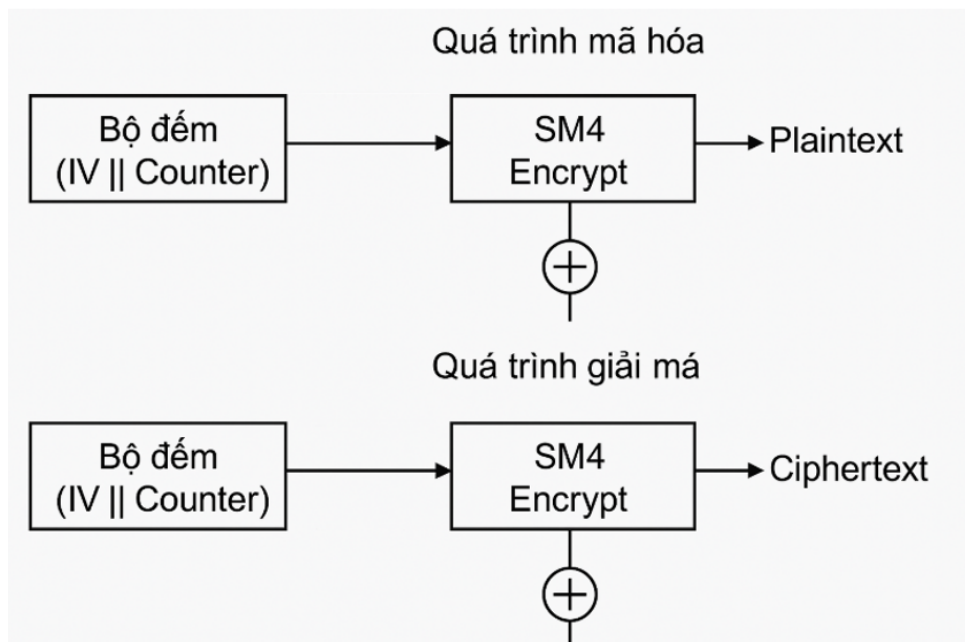 Quá trình mã hóa
Bộ đếm
(IV || Counter)
SM4
Encrypt
Plaintext
Quá trình giải má
Bộ đếm
(IV || Counter)
SM4
Encrypt
Ciphertext